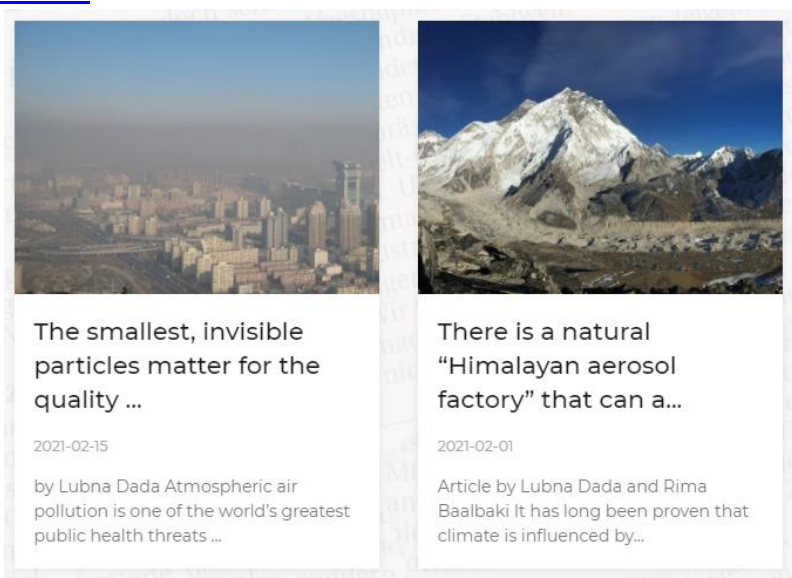 The smallest, invisible
particles matter for the
quality ...
2021-02-15
by Lubna Dada Atmospheric air
pollution is one of the world's greatest
public health threats ...
There is a natural
“Himalayan aerosol
factory” that can a...
2021-02-01
Article by Lubna Dada and Rima
Baalbaki It has long been proven that
climate is influenced by...